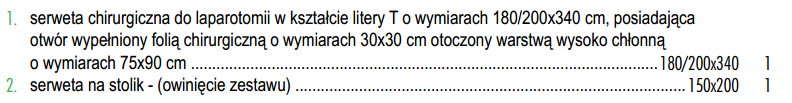 1. serweta chirurgiczna do laparotomii w kształcie litery T o wymiarach 180/200x340 cm, posiadająca
otwór wypełniony folią chirurgiczną o wymiarach 30x30 cm otoczony warstwą wysoko chłonną
o wymiarach 75x90 cm ........................................................................................................ 180/200x340 1
2. serweta na stolik - (owinięcie zestawu) ........................................................................................ 150x200 1